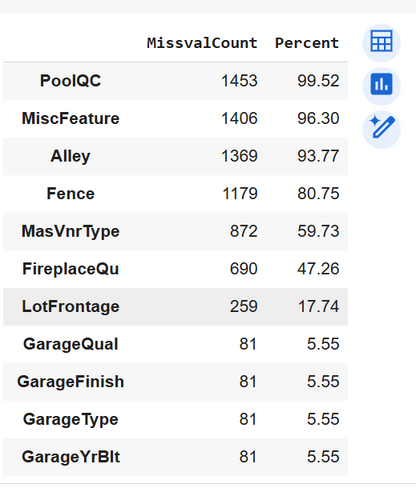 MissvalCount Percent
PoolQC 1453 99.52
MiscFeature 1406 96.30
Alley 1369 93.77
Fence 1179 80.75
MasVnrType 872 59.73
FireplaceQu 690 47.26
LotFrontage 259 17.74
GarageQual 81 5.55
GarageFinish 81 5.55
GarageType 81 5.55
GarageYrBlt 81 5.55